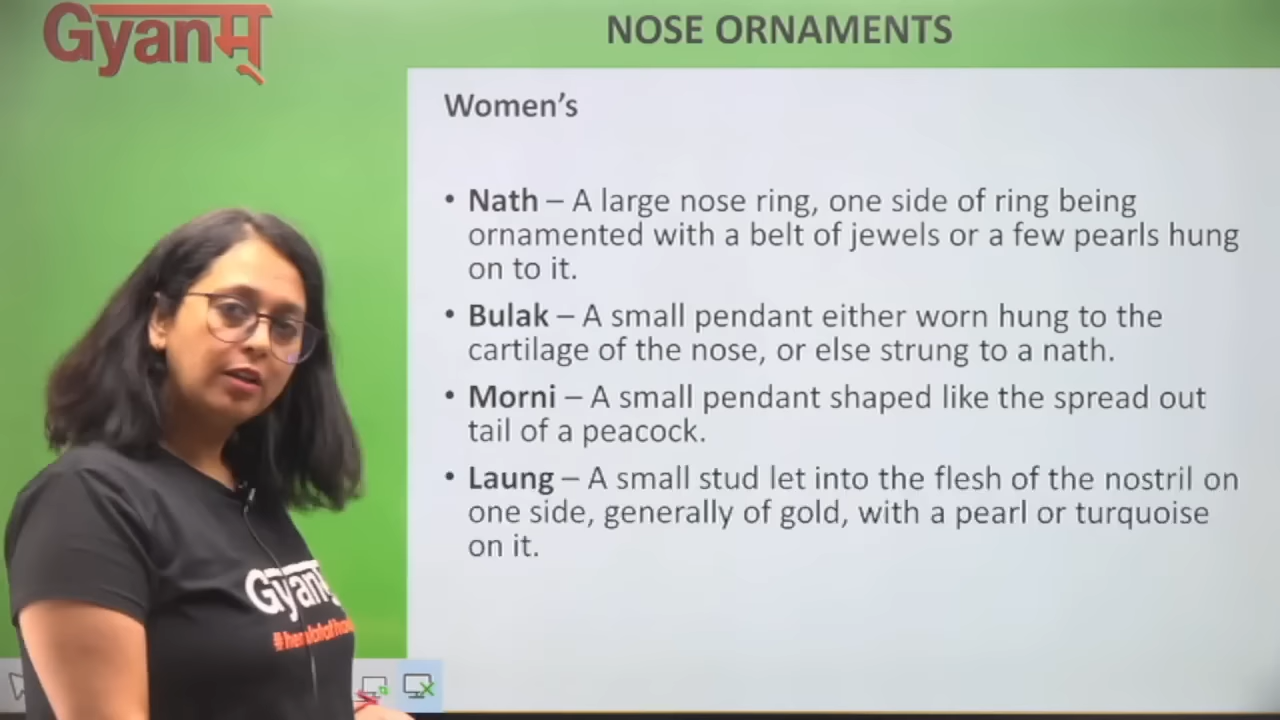 Gyanम्
NOSE ORNAMENTS
Women's
• Nath – A large nose ring, one side of ring being
ornamented with a belt of jewels or a few pearls hung
on to it.
• Bulak – A small pendant either worn hung to the
cartilage of the nose, or else strung to a nath.
• Morni – A small pendant shaped like the spread out
tail of a peacock.
• Laung – A small stud let into the flesh of the nostril on
one side, generally of gold, with a pearl or turquoise
on it.